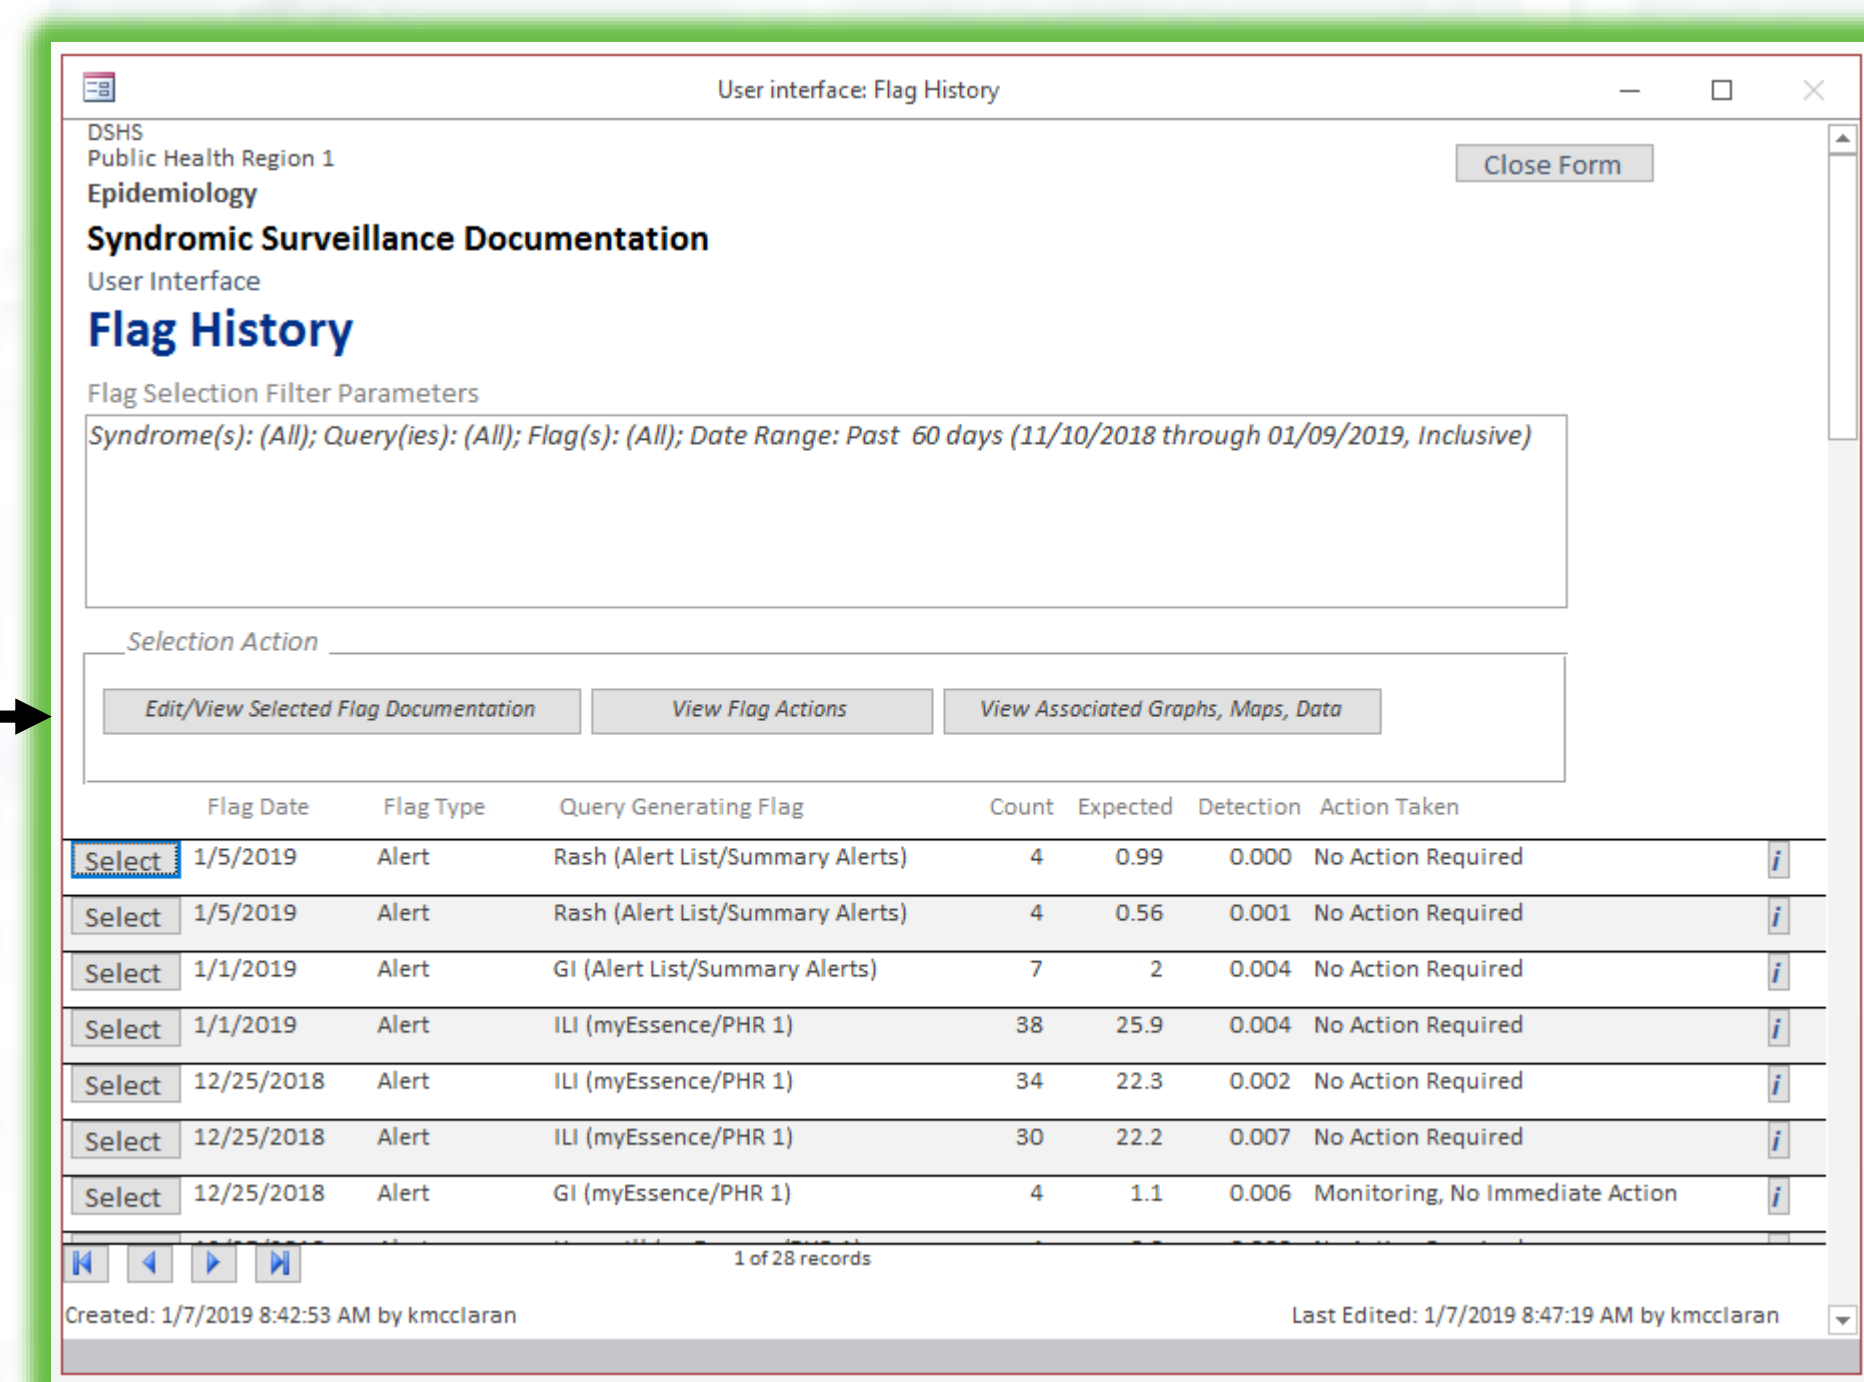 User interface: Flag History
DSHS
Public Health Region 1
Close Form
Epidemiology
Syndromic Surveillance Documentation
User Interface
Flag History
Flag Selection Filter Parameters
Syndrome(s): (All); Query(ies): (All); Flag(s): (All); Date Range: Past  60 days (11/10/2018 through 01/09/2019, Inclusive)
Selection Action
Edit/View Selected Flag Documentation View Flag Actions View Associated Graphs, Maps, Data
Flag Date Flag Type Query Generating Flag Count Expected Detection Action Taken
Select 1/5/2019 Alert Rash (Alert List/Summary Alerts) 4 0.99 0.000 No Action Required i
Select 1/5/2019 Alert Rash (Alert List/Summary Alerts) 4 0.56 0.001 No Action Required i
Select 1/1/2019 Alert GI (Alert List/Summary Alerts) 7 2 0.004 No Action Required i
Select 1/1/2019 Alert ILI (myEssence/PHR 1) 38 25.9 0.004 No Action Required i
Select 12/25/2018 Alert ILI (myEssence/PHR 1) 34 22.3 0.002 No Action Required i
Select 12/25/2018 Alert ILI (myEssence/PHR 1) 30 22.2 0.007 No Action Required i
Select 12/25/2018 Alert GI (myEssence/PHR 1) 4 1.1 0.006 Monitoring, No Immediate Action i
1 of 28 records
Created: 1/7/2019 8:42:53 AM by kmcclaran Last Edited: 1/7/2019 8:47:19 AM by kmcclaran